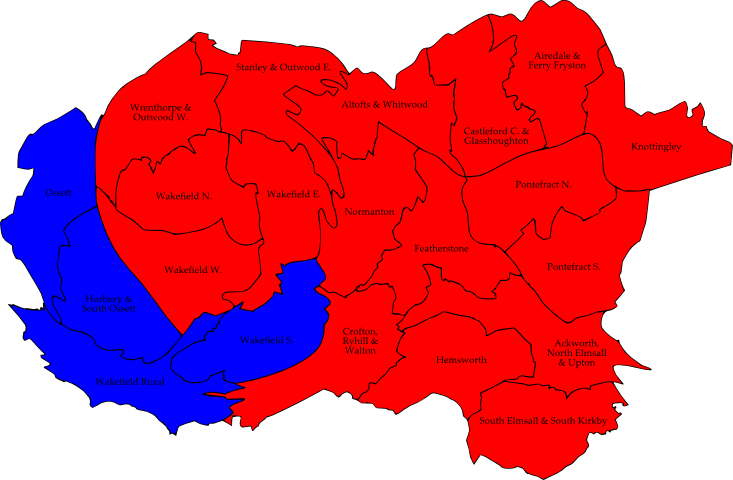 Airedale &
Ferry Fryston
Stanley & Outwood E.
Altofts & Whitwood
Wrenthorpe &
Outwood W.
Castleford C. &
Glasshoughton
Knottingley
Pontefract N.
Ossett
Wakefield N.
Wakefield E.
Normanton
Featherstone
Wakefield W.
Pontefract S.
Horbury &
South Ossett
Wakefield S.
Crofton,
Ryhill &
Walton
Ackworth,
North Elmsall
& Upton
Hemsworth
Wakefield Rural
South Elmsall & South Kirkby